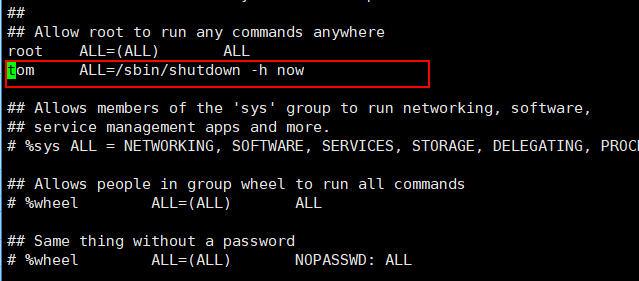 ##
## Allow root to run any commands anywhere
root ALL=(ALL) ALL
tom ALL=/sbin/shutdown -h now
## Allows members of the 'sys' group to run networking, software,
## service management apps and more.
# %sys ALL = NETWORKING, SOFTWARE, SERVICES, STORAGE, DELEGATING, PROC
## Allows people in group wheel to run all commands
# %wheel ALL=(ALL) ALL
## Same thing without a password
# %wheel ALL=(ALL) NOPASSWD: ALL